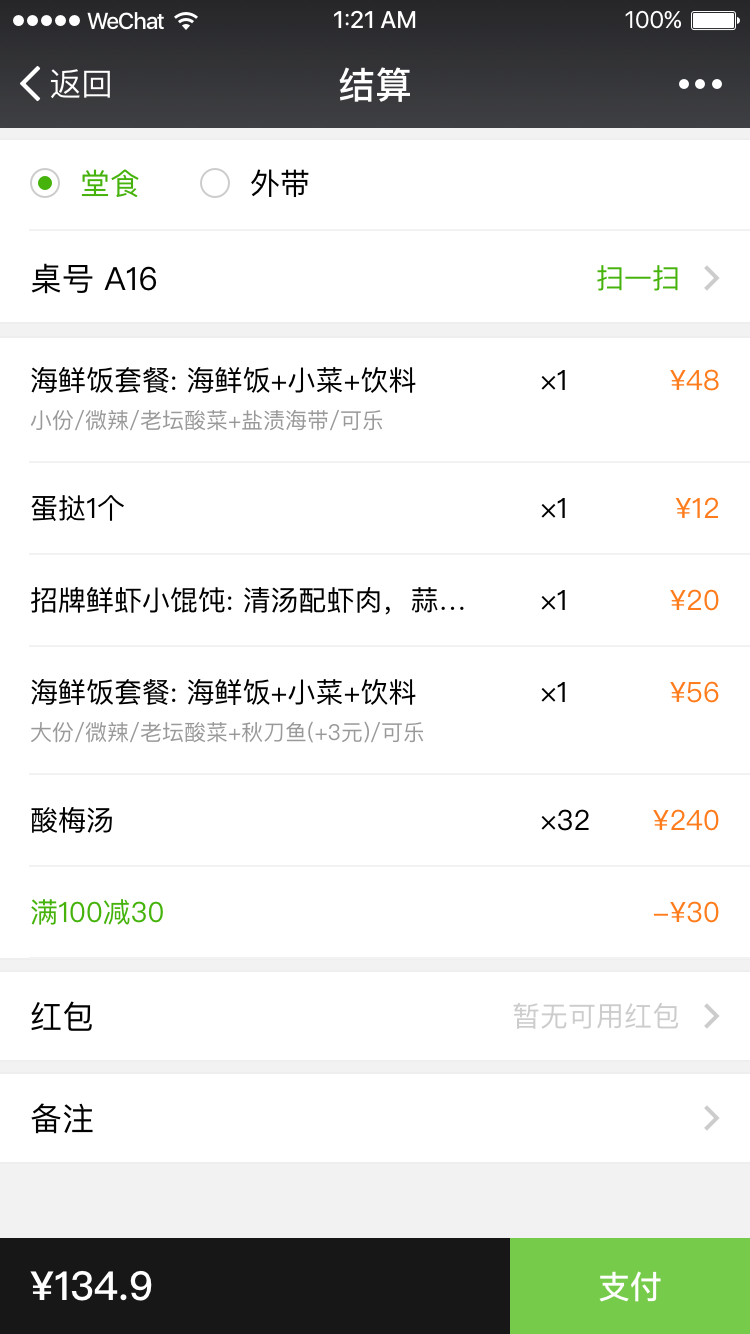 WeChat 1:21 AM 100%
返回 结算
堂食 外带
桌号 A16 扫一扫
海鲜饭套餐: 海鲜饭+小菜+饮料 ×1 ¥48
小份/微辣/老坛酸菜+盐渍海带/可乐
蛋挞1个 ×1 ¥12
招牌鲜虾小馄饨: 清汤配虾肉，蒜... ×1 ¥20
海鲜饭套餐: 海鲜饭+小菜+饮料 ×1 ¥56
大份/微辣/老坛酸菜+秋刀鱼(+3元)/可乐
酸梅汤 ×32 ¥240
满100减30 –¥30
红包 暂无可用红包
备注
¥134.9 支付